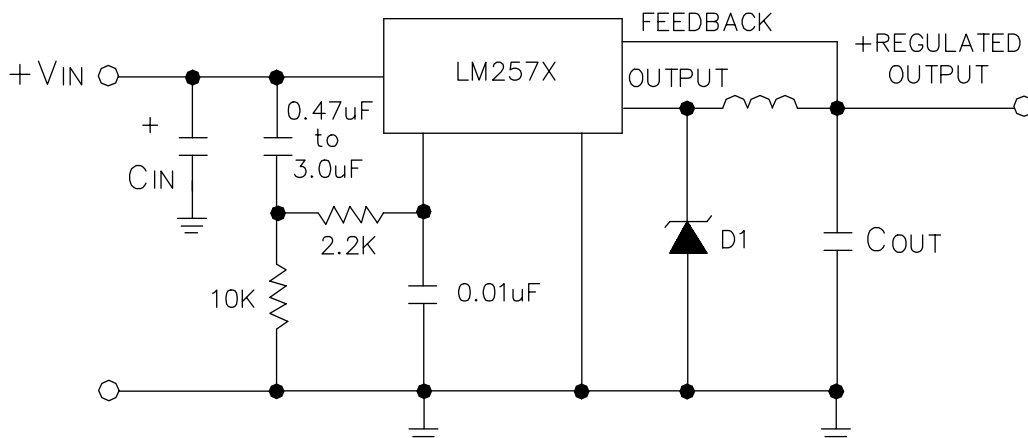 FEEDBACK
+REGULATED
OUTPUT
+VIN
LM257X
OUTPUT
0.47uF
to
3.0uF
+
CIN
2.2K
D1
COUT
10K
0.01uF